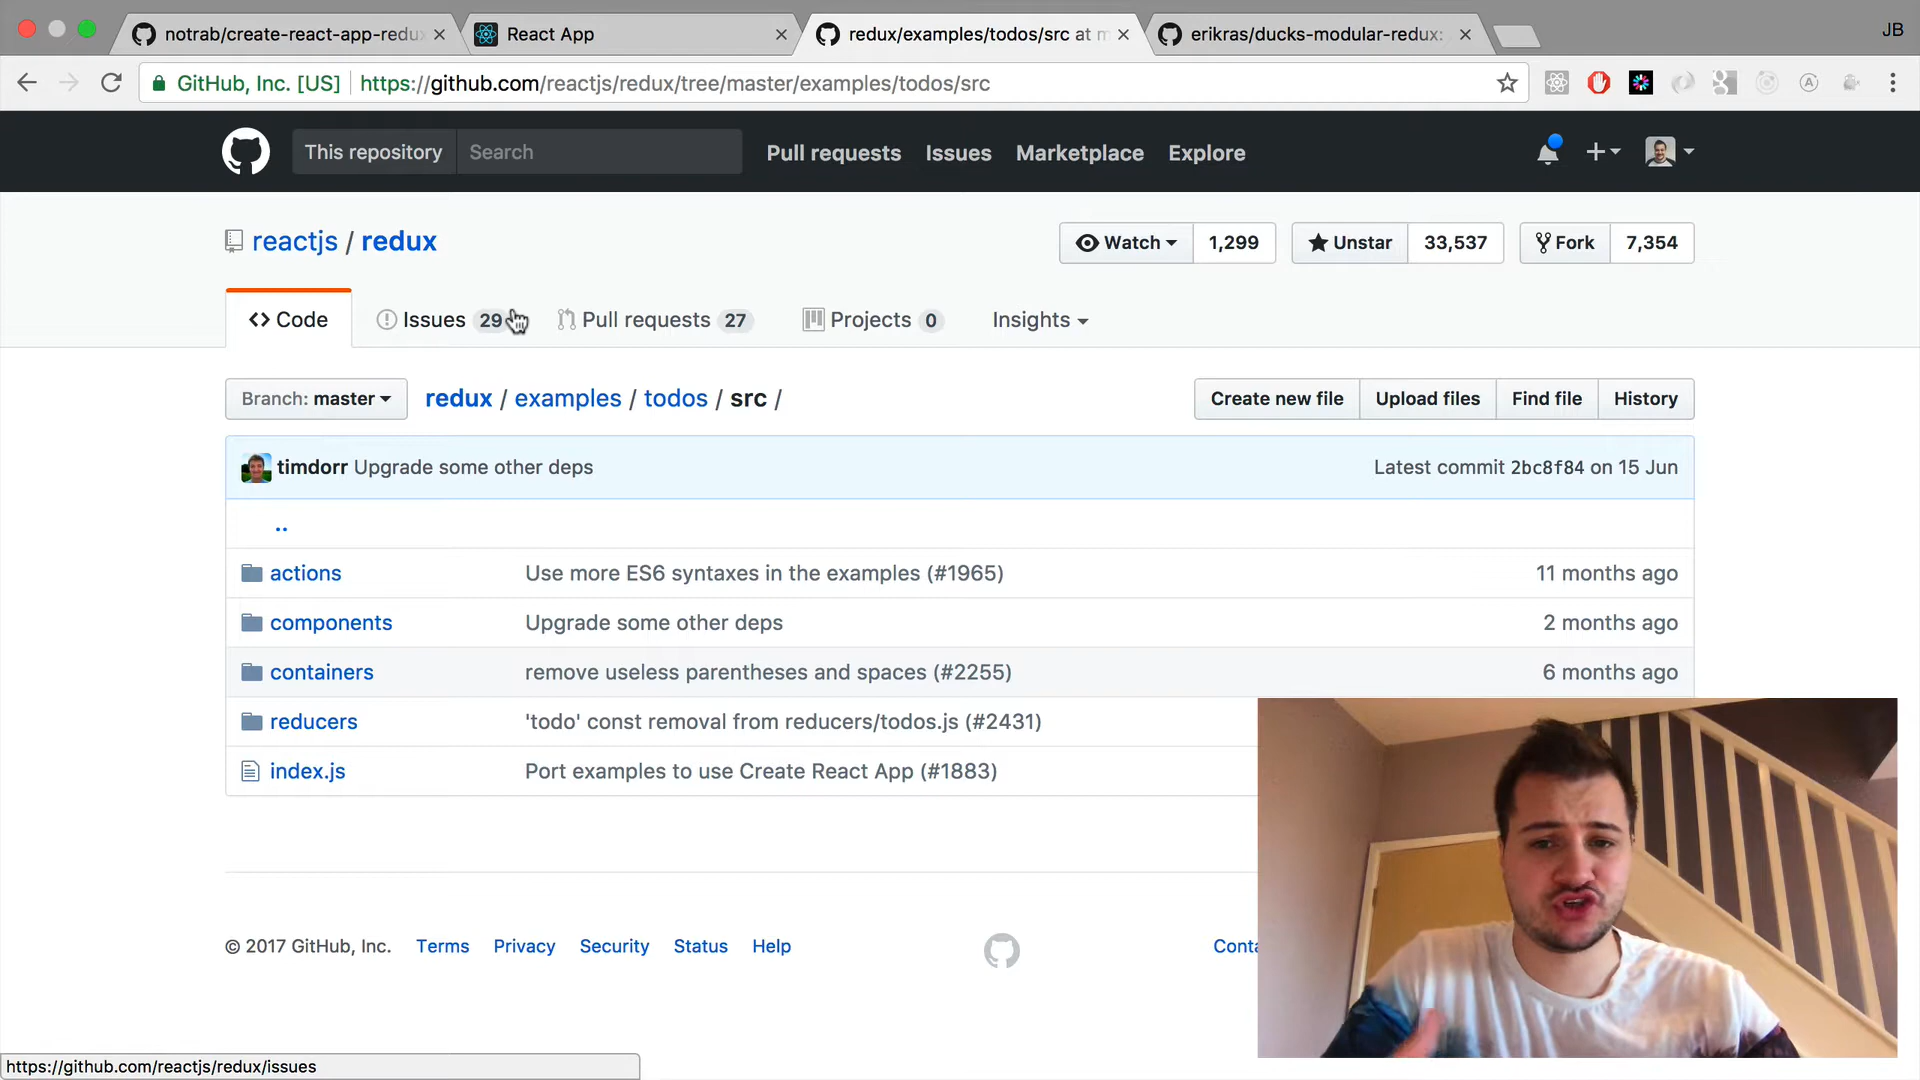 notrab/create-react-app-redu
React App
redux/examples/todos/src at m
erikras/ducks-modular-redux:
JB
GitHub, Inc. [US]
https://github.com/reactjs/redux/tree/master/examples/todos/src
This repository
Search
Pull requests
Issues
Marketplace
Explore
reactjs / redux
Watch
1,299
Unstar
33,537
Fork
7,354
Code
Issues 29
Pull requests 27
Projects 0
Insights
Branch: master
redux / examples / todos / src /
Create new file
Upload files
Find file
History
timdorr Upgrade some other deps
Latest commit 2bc8f84 on 15 Jun
..
actions
Use more ES6 syntaxes in the examples (#1965)
11 months ago
components
Upgrade some other deps
2 months ago
containers
remove useless parentheses and spaces (#2255)
6 months ago
reducers
'todo' const removal from reducers/todos.js (#2431)
index.js
Port examples to use Create React App (#1883)
© 2017 GitHub, Inc.
Terms
Privacy
Security
Status
Help
Conta
https://github.com/reactjs/redux/issues